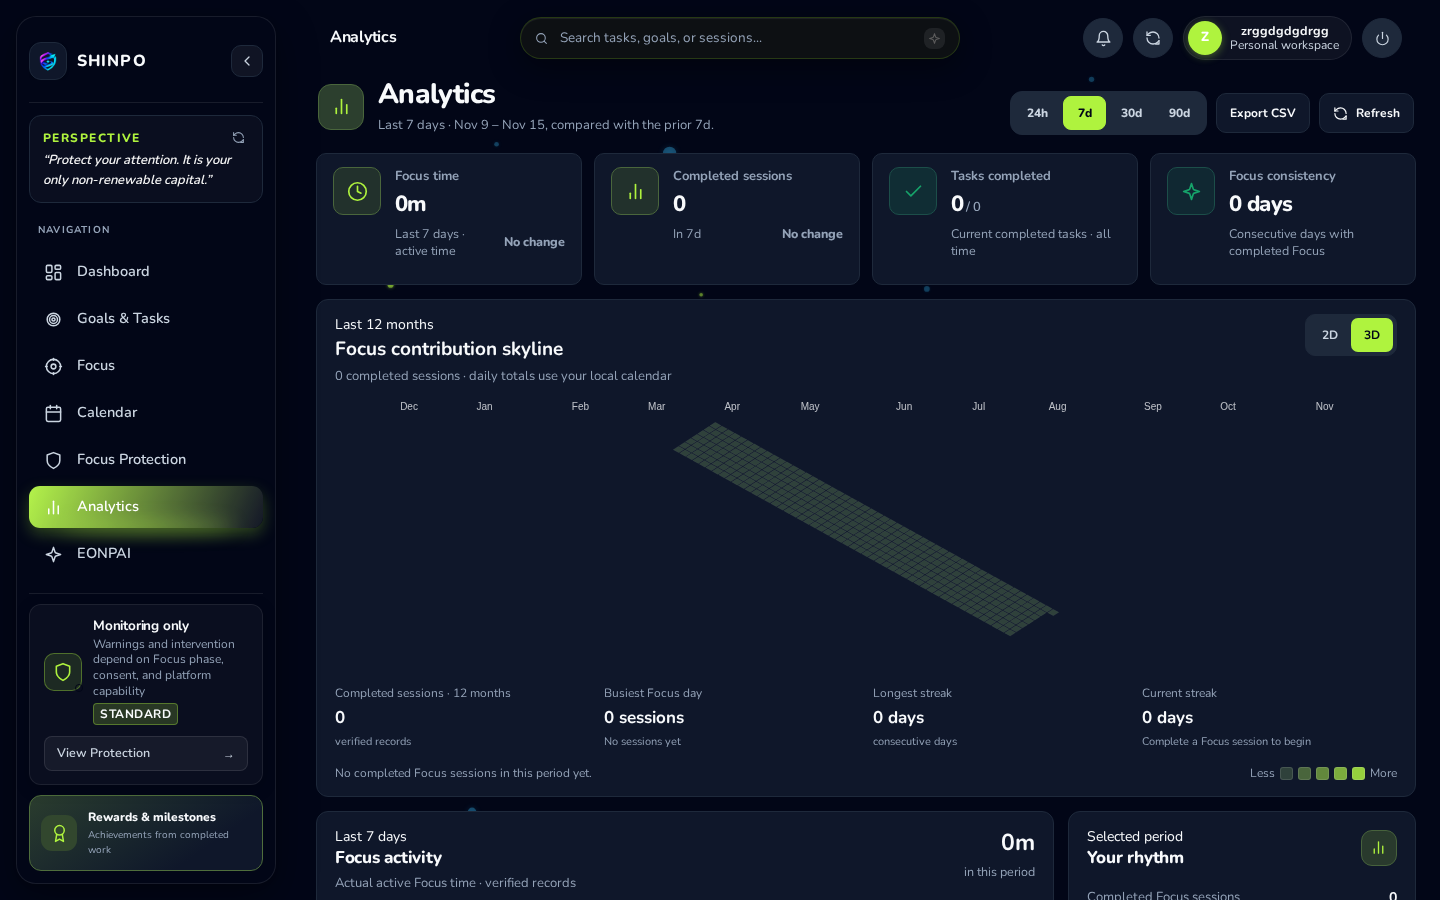 SHINPO
PERSPECTIVE
“Protect your attention. It is your
only non-renewable capital.”
NAVIGATION
Dashboard
Goals & Tasks
Focus
Calendar
Focus Protection
Analytics
EONPAI
Monitoring only
Warnings and intervention
depend on Focus phase,
consent, and platform
capability
STANDARD
View Protection →
Rewards & milestones
Achievements from completed
work
Analytics
Search tasks, goals, or sessions...
Z
zrggdgdgdrgg
Personal workspace
Analytics
Last 7 days · Nov 9 – Nov 15, compared with the prior 7d.
24h 7d 30d 90d
Export CSV
Refresh
Focus time
0m
Last 7 days ·
active time
No change
Completed sessions
0
In 7d
No change
Tasks completed
0 / 0
Current completed tasks · all
time
Focus consistency
0 days
Consecutive days with
completed Focus
Last 12 months
Focus contribution skyline
0 completed sessions · daily totals use your local calendar
2D 3D
Dec Jan Feb Mar Apr May Jun Jul Aug Sep Oct Nov
Completed sessions · 12 months
0
verified records
Busiest Focus day
0 sessions
No sessions yet
Longest streak
0 days
consecutive days
Current streak
0 days
Complete a Focus session to begin
No completed Focus sessions in this period yet.
Less More
Last 7 days
Focus activity
Actual active Focus time · verified records
0m
in this period
Selected period
Your rhythm
Completed Focus sessions 0